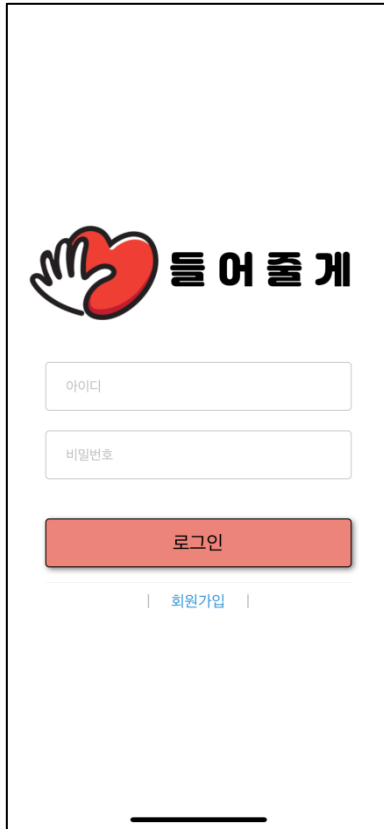 들어줄게
아이디
비밀번호
로그인
| 회원가입 |